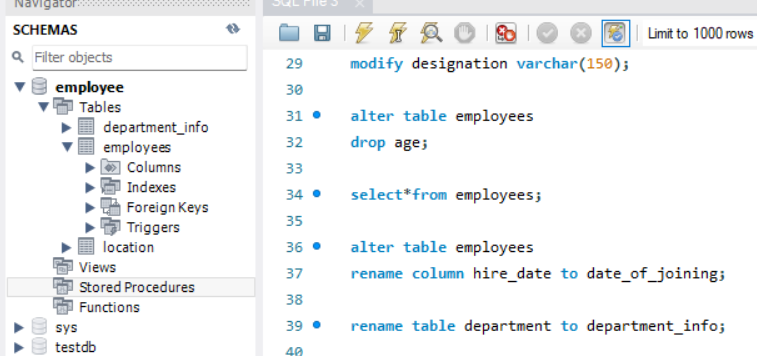 Navigator
SCHEMAS
Filter objects
employee
Tables
department_info
employees
Columns
Indexes
Foreign Keys
Triggers
location
Views
Stored Procedures
Functions
sys
testdb
SQL File 3
Limit to 1000 rows
29 modify designation varchar(150);
30
31 alter table employees
32 drop age;
33
34 select*from employees;
35
36 alter table employees
37 rename column hire_date to date_of_joining;
38
39 rename table department to department_info;
40